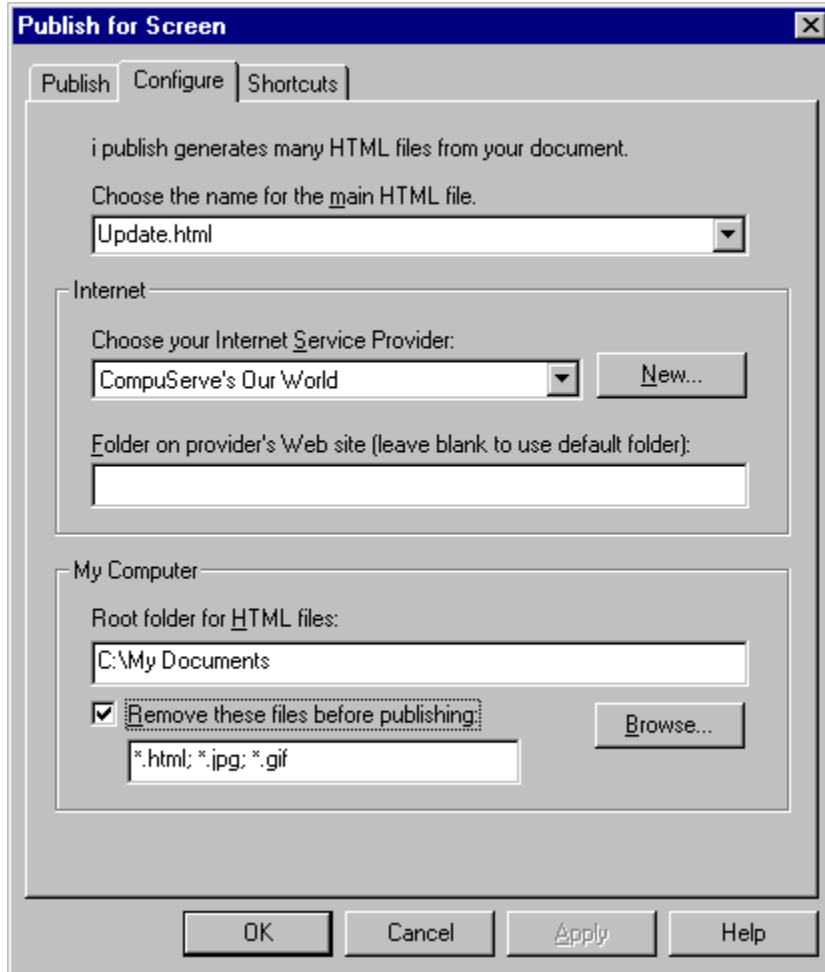 Publish for Screen
Publish Configure Shortcuts
i publish generates many HTML files from your document.
Choose the name for the main HTML file.
Update.html
Internet
Choose your Internet Service Provider:
CompuServe's Our World
New...
Folder on provider's Web site (leave blank to use default folder):
My Computer
Root folder for HTML files:
C:\My Documents
Remove these files before publishing:
Browse...
*.html; *.jpg; *.gif
OK Cancel Apply Help